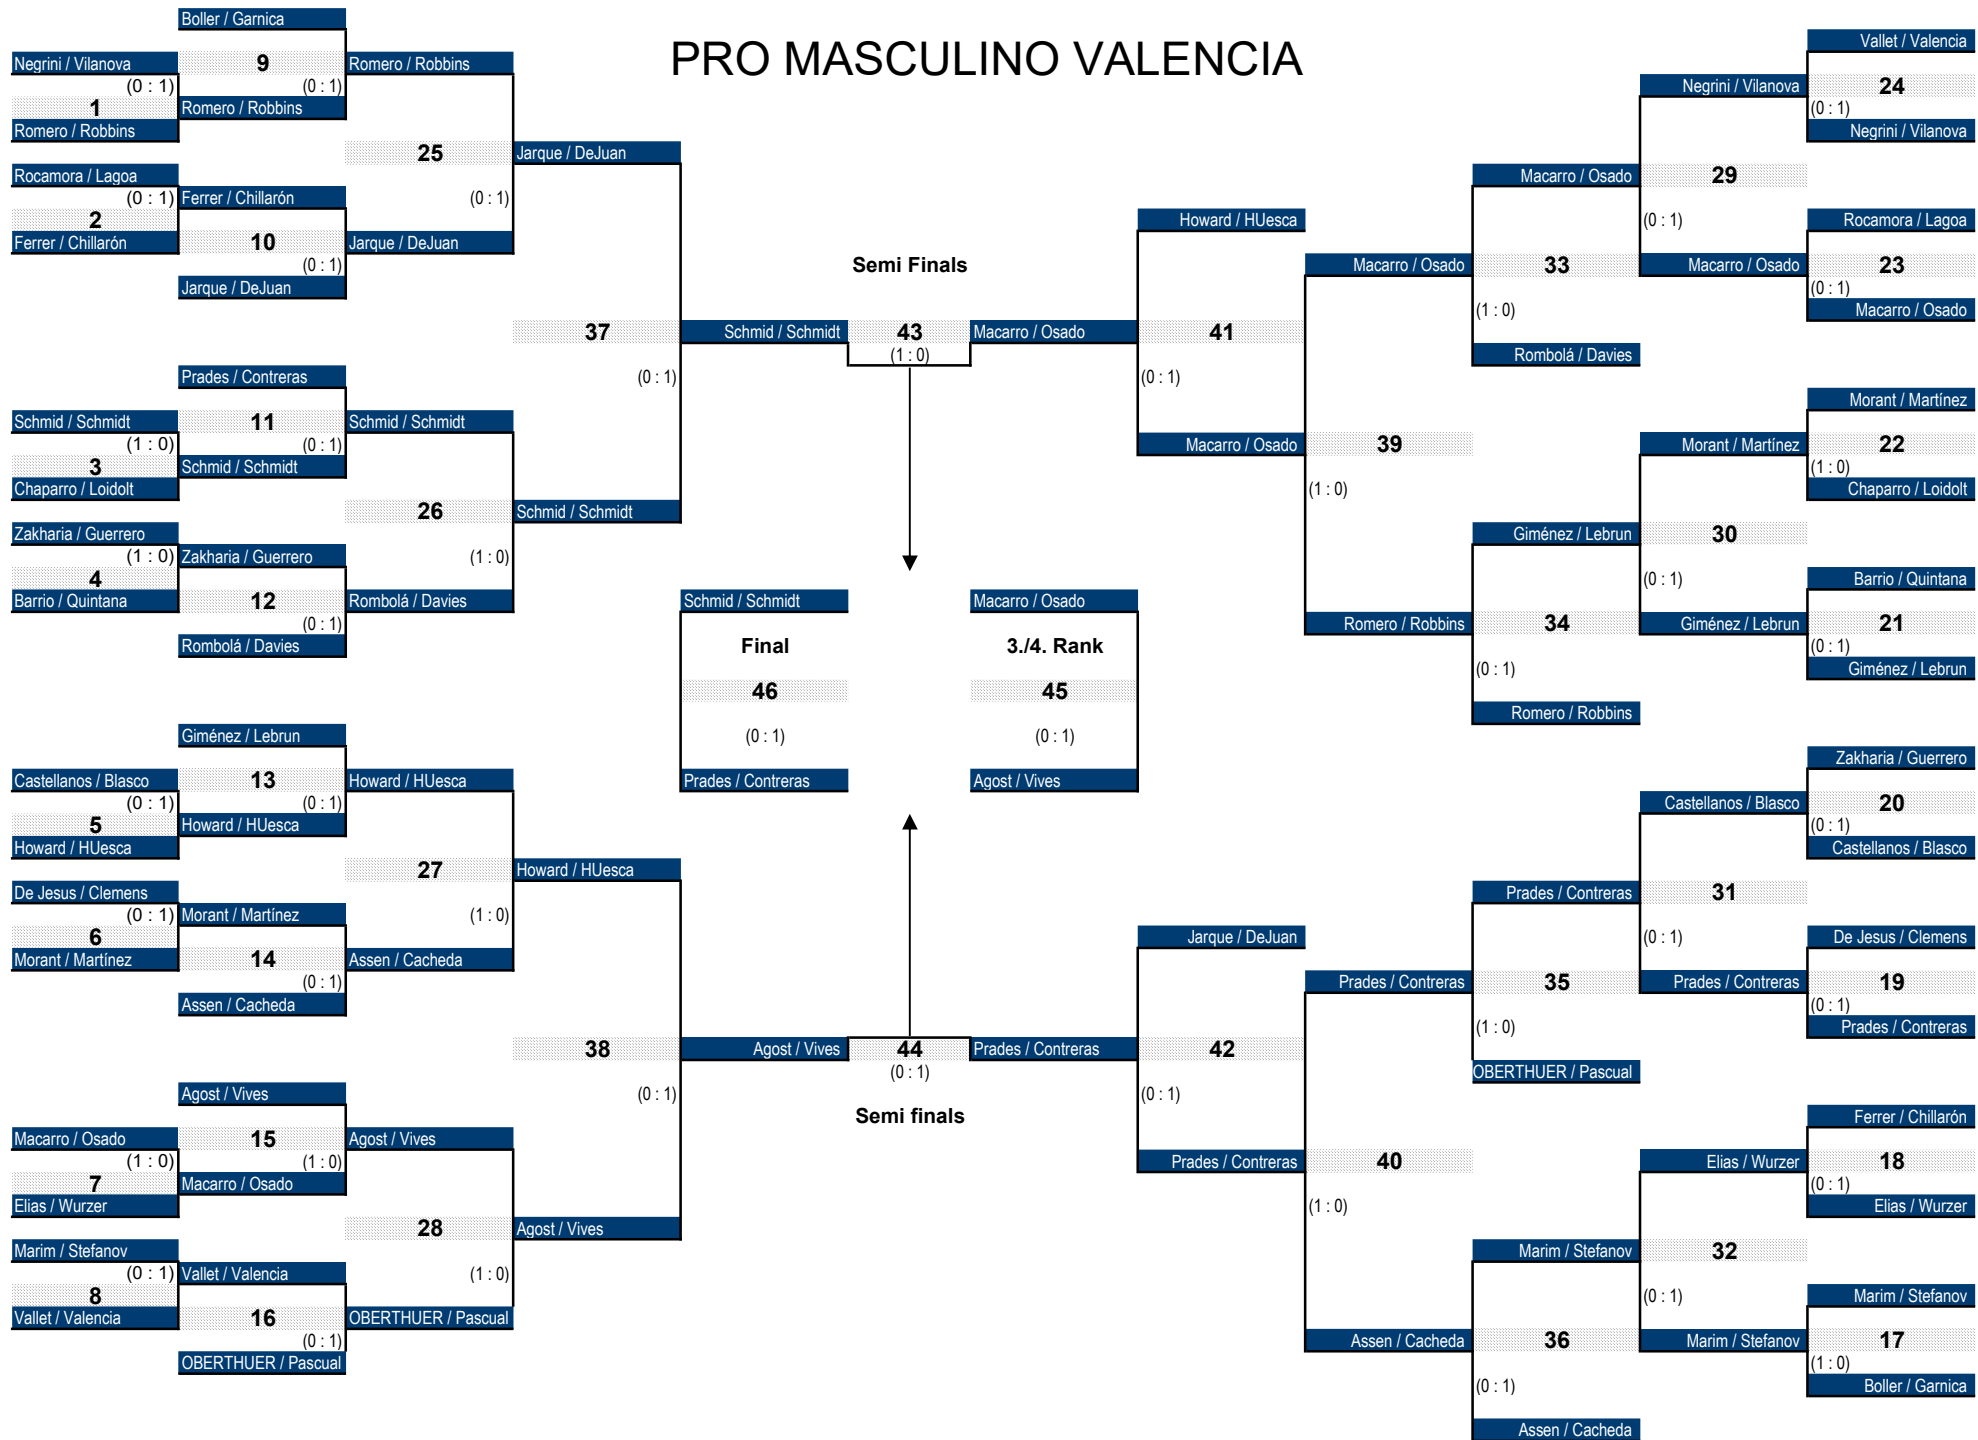 PRO MASCULINO VALENCIA
Boller / Garnica
Negrini / Vilanova
9
Romero / Robbins
(0 : 1)
(0 : 1)
1
Romero / Robbins
Romero / Robbins
25
Jarque / DeJuan
Rocamora / Lagoa
(0 : 1)
Ferrer / Chillarón
(0 : 1)
2
Ferrer / Chillarón
10
Jarque / DeJuan
(0 : 1)
Jarque / DeJuan
37
(0 : 1)
Prades / Contreras
Schmid / Schmidt
11
Schmid / Schmidt
(1 : 0)
(0 : 1)
3
Schmid / Schmidt
Chaparro / Loidolt
26
Schmid / Schmidt
Zakharia / Guerrero
(1 : 0)
Zakharia / Guerrero
(1 : 0)
4
Barrio / Quintana
12
Rombolá / Davies
(0 : 1)
Rombolá / Davies
Giménez / Lebrun
Castellanos / Blasco
13
Howard / HUesca
(0 : 1)
(0 : 1)
5
Howard / HUesca
Howard / HUesca
27
Howard / HUesca
De Jesus / Clemens
(0 : 1)
Morant / Martínez
(1 : 0)
6
Morant / Martínez
14
Assen / Cacheda
(0 : 1)
Assen / Cacheda
38
(0 : 1)
Agost / Vives
Macarro / Osado
15
Agost / Vives
(1 : 0)
(1 : 0)
7
Macarro / Osado
Elias / Wurzer
28
Agost / Vives
Marim / Stefanov
(0 : 1)
Vallet / Valencia
(1 : 0)
8
Vallet / Valencia
16
OBERTHUER / Pascual
(0 : 1)
OBERTHUER / Pascual
Semi Finals
Schmid / Schmidt
43
Macarro / Osado
(1 : 0)
Schmid / Schmidt
Macarro / Osado
Final
3./4. Rank
46
45
(0 : 1)
(0 : 1)
Prades / Contreras
Agost / Vives
Agost / Vives
44
Prades / Contreras
(0 : 1)
Semi finals
Vallet / Valencia
Negrini / Vilanova
24
(0 : 1)
Negrini / Vilanova
Macarro / Osado
29
Howard / HUesca
(0 : 1)
Rocamora / Lagoa
Macarro / Osado
33
Macarro / Osado
23
(0 : 1)
(1 : 0)
Macarro / Osado
41
Rombolá / Davies
(0 : 1)
Morant / Martínez
Macarro / Osado
39
Morant / Martínez
22
(1 : 0)
(1 : 0)
Chaparro / Loidolt
Giménez / Lebrun
30
(0 : 1)
Barrio / Quintana
Romero / Robbins
34
Giménez / Lebrun
21
(0 : 1)
(0 : 1)
Giménez / Lebrun
Romero / Robbins
Zakharia / Guerrero
Castellanos / Blasco
20
(0 : 1)
Castellanos / Blasco
Prades / Contreras
31
Jarque / DeJuan
(0 : 1)
De Jesus / Clemens
Prades / Contreras
35
Prades / Contreras
19
(0 : 1)
(1 : 0)
Prades / Contreras
42
OBERTHUER / Pascual
(0 : 1)
Ferrer / Chillarón
Prades / Contreras
40
Elias / Wurzer
18
(0 : 1)
(1 : 0)
Elias / Wurzer
Marim / Stefanov
32
(0 : 1)
Marim / Stefanov
Assen / Cacheda
36
Marim / Stefanov
17
(1 : 0)
(0 : 1)
Boller / Garnica
Assen / Cacheda